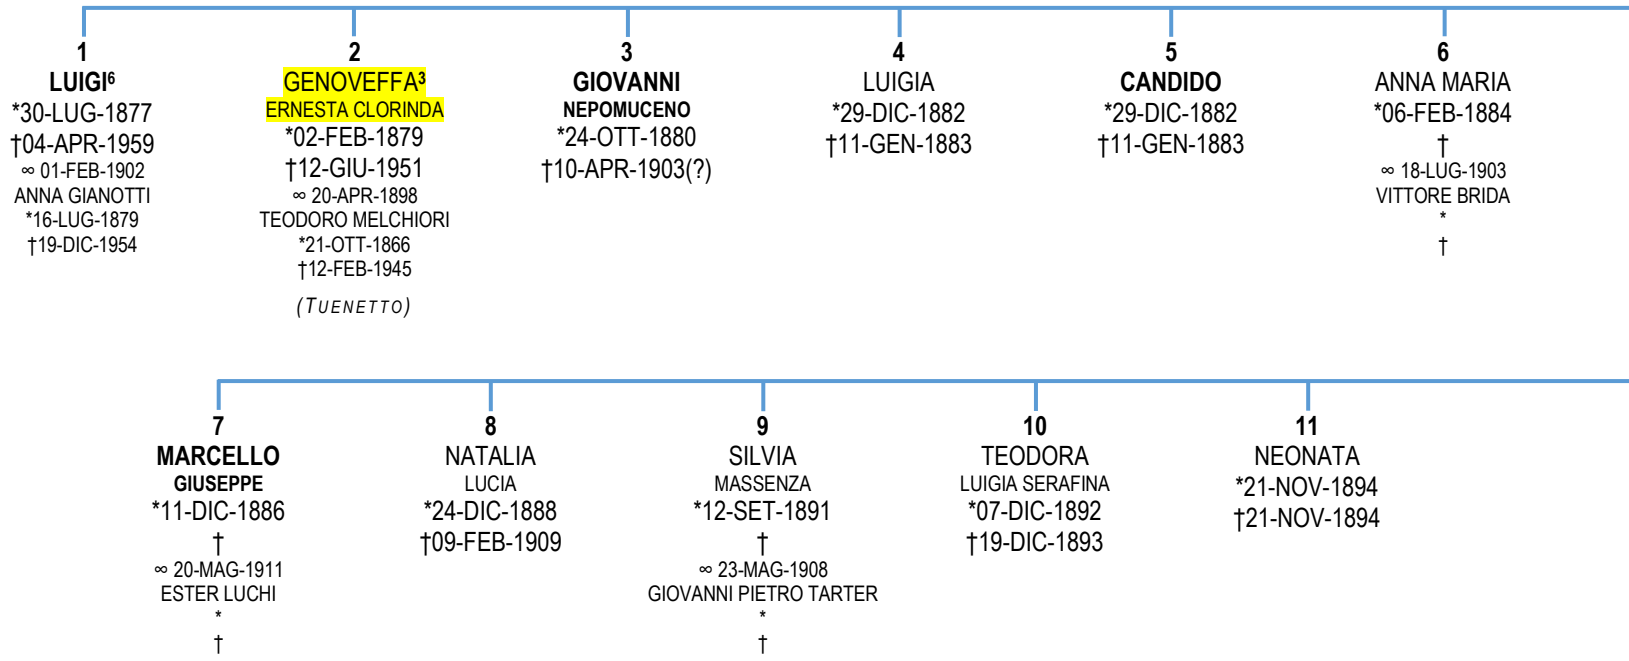 1
LUIGI⁶
*30-LUG-1877
†04-APR-1959
∞ 01-FEB-1902
ANNA GIANOTTI
*16-LUG-1879
†19-DIC-1954
2
GENOVEFFA³
ERNESTA CLORINDA
*02-FEB-1879
†12-GIU-1951
∞ 20-APR-1898
TEODORO MELCHIORI
*21-OTT-1866
†12-FEB-1945
(TUENETTO)
3
GIOVANNI
NEPOMUCENO
*24-OTT-1880
†10-APR-1903(?)
4
LUIGIA
*29-DIC-1882
†11-GEN-1883
5
CANDIDO
*29-DIC-1882
†11-GEN-1883
6
ANNA MARIA
*06-FEB-1884
†
∞ 18-LUG-1903
VITTORE BRIDA
*
†
7
MARCELLO
GIUSEPPE
*11-DIC-1886
†
∞ 20-MAG-1911
ESTER LUCHI
*
†
8
NATALIA
LUCIA
*24-DIC-1888
†09-FEB-1909
9
SILVIA
MASSENZA
*12-SET-1891
†
∞ 23-MAG-1908
GIOVANNI PIETRO TARTER
*
†
10
TEODORA
LUIGIA SERAFINA
*07-DIC-1892
†19-DIC-1893
11
NEONATA
*21-NOV-1894
†21-NOV-1894